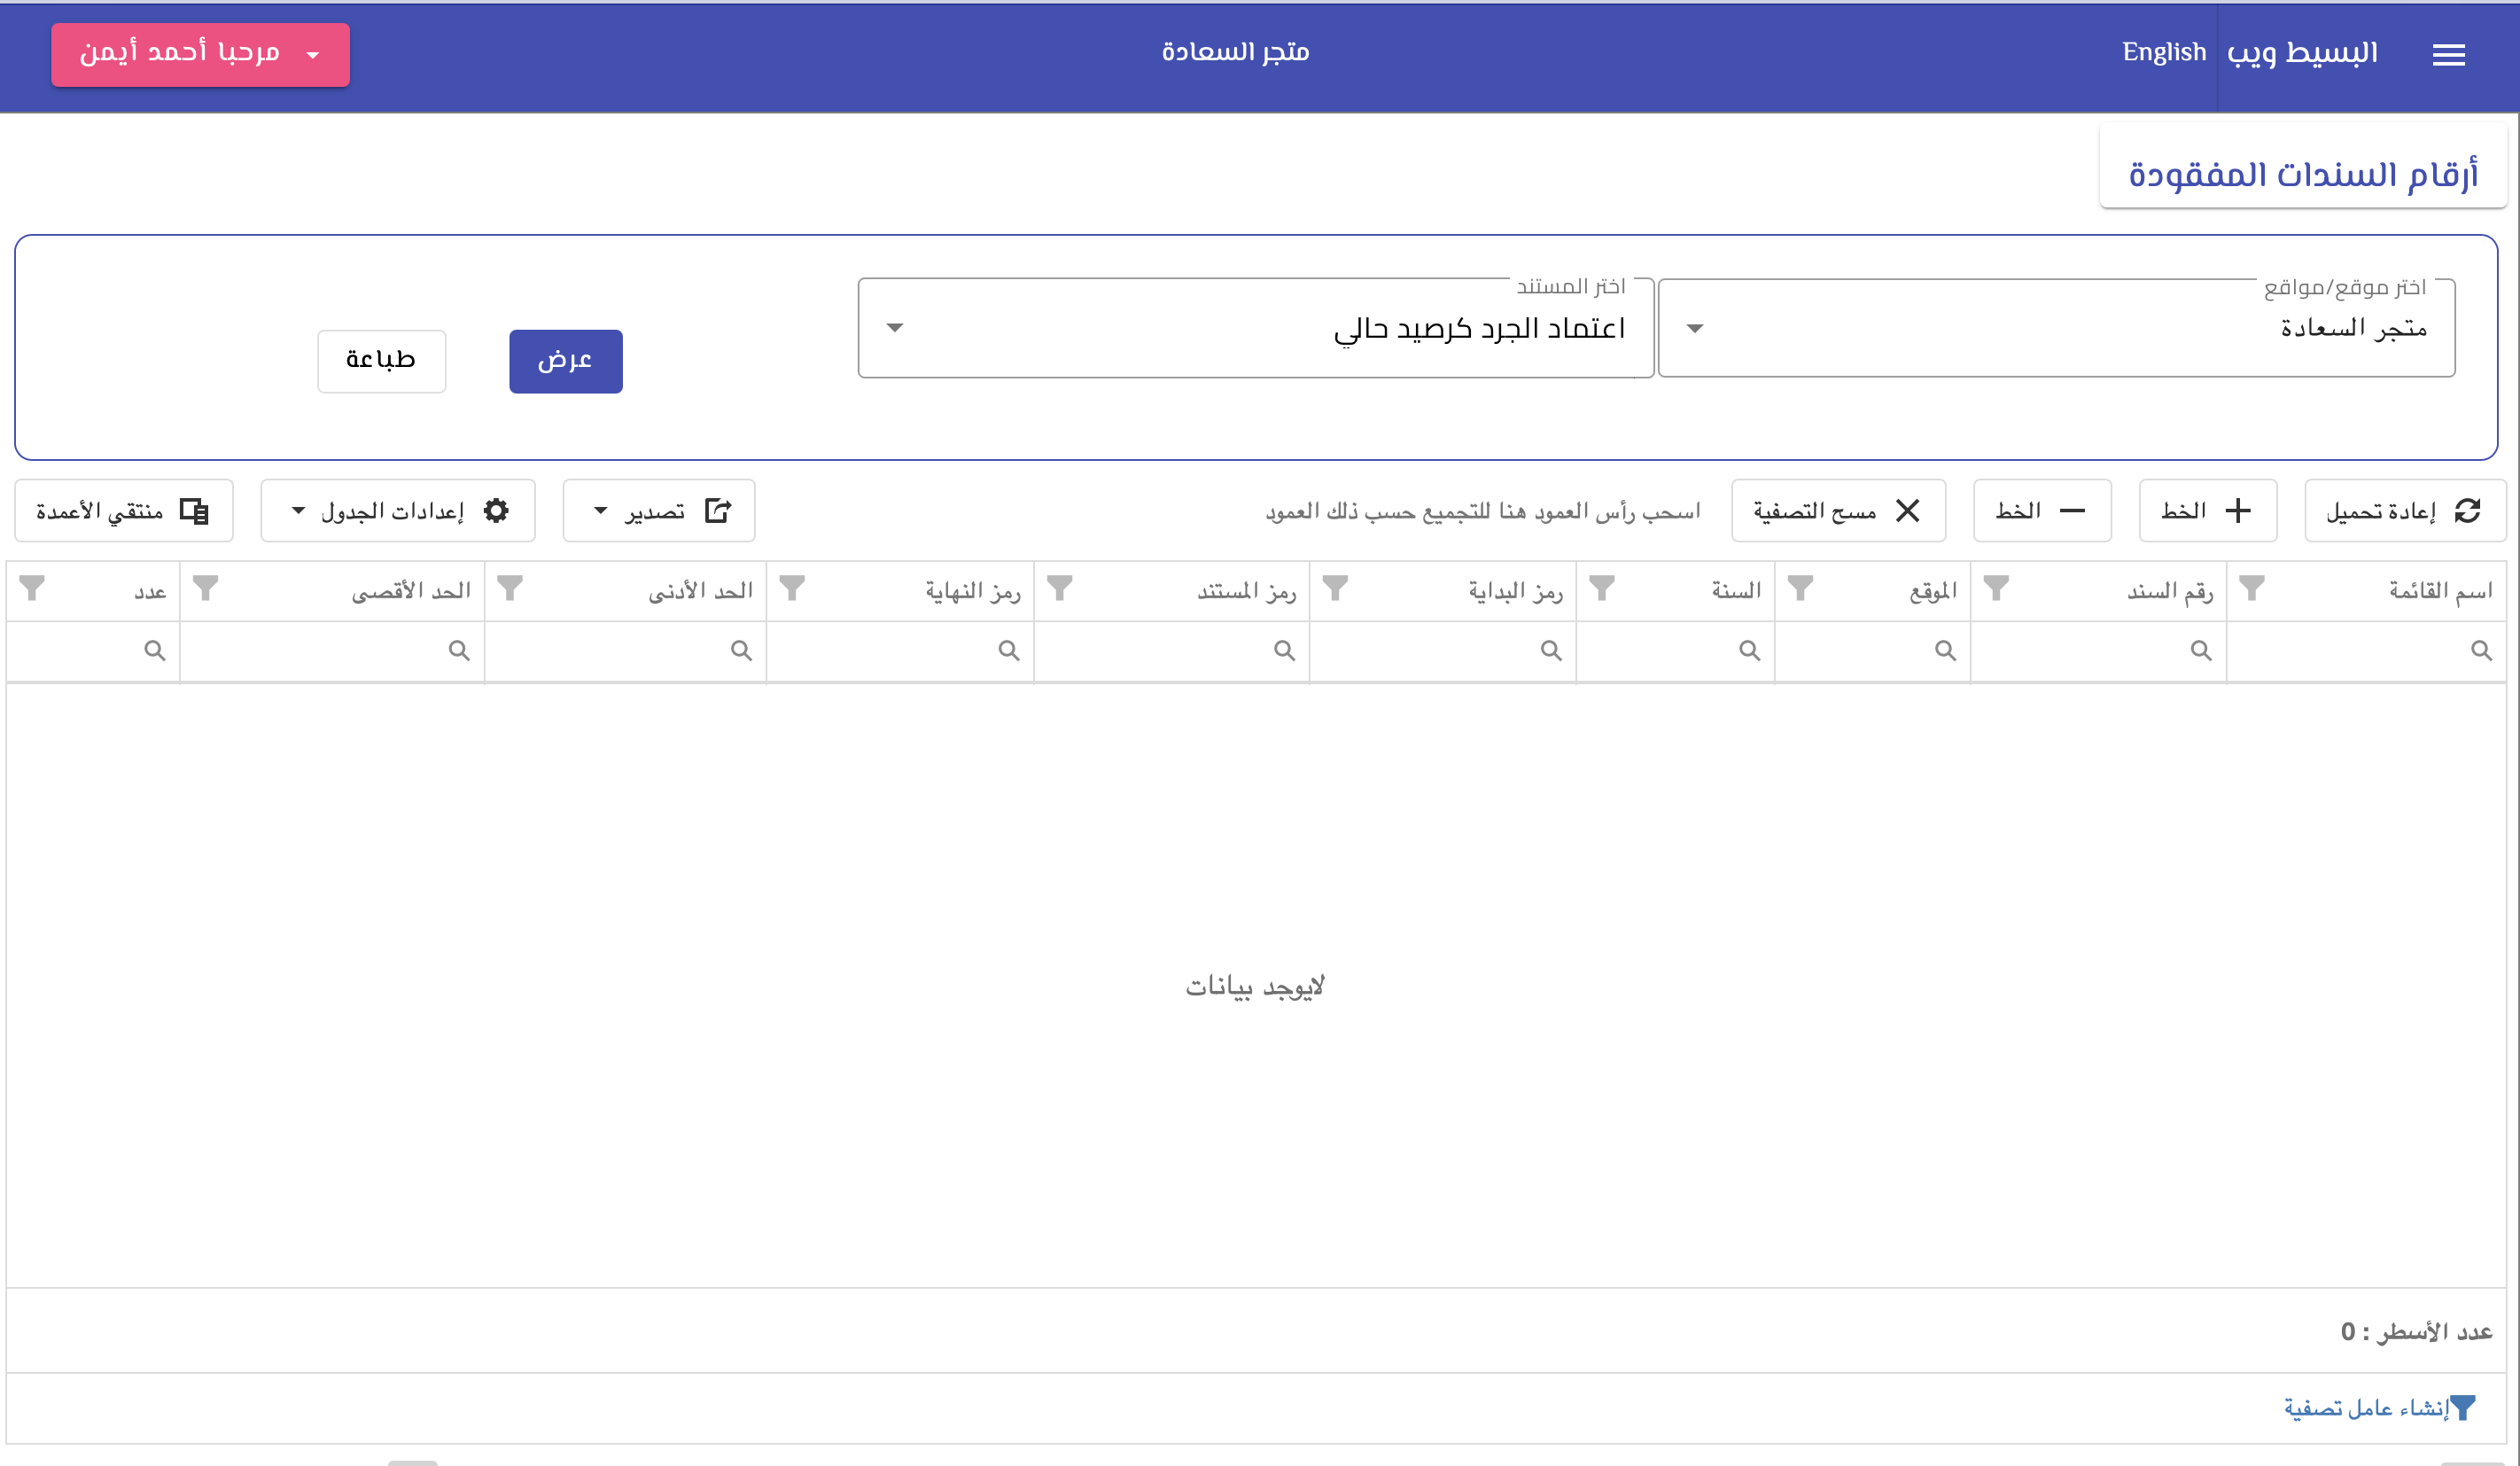 البسيط ويب
English
متجر السعادة
مرحبا أحمد أيمن
أرقام السندات المفقودة
اختر موقع/مواقع
متجر السعادة
اختر المستند
اعتماد الجرد كرصيد حالي
عرض
طباعة
إعادة تحميل
الخط
الخط
مسح التصفية
اسحب رأس العمود هنا للتجميع حسب ذلك العمود
تصدير
إعدادات الجدول
منتقي الأعمدة
اسم القائمة
رقم السند
الموقع
السنة
رمز البداية
رمز المستند
رمز النهاية
الحد الأدنى
الحد الأقصى
عدد
لايوجد بيانات
عدد الأسطر : 0
إنشاء عامل تصفية